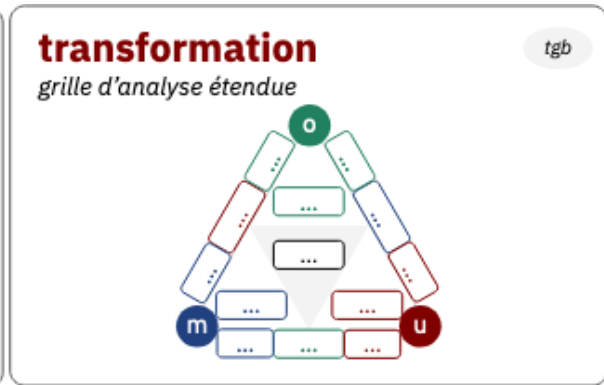 transformation
tgb
grille d'analyse étendue
o
... ...
...
... ...
...
... ...
... ...
m u
... ... ...